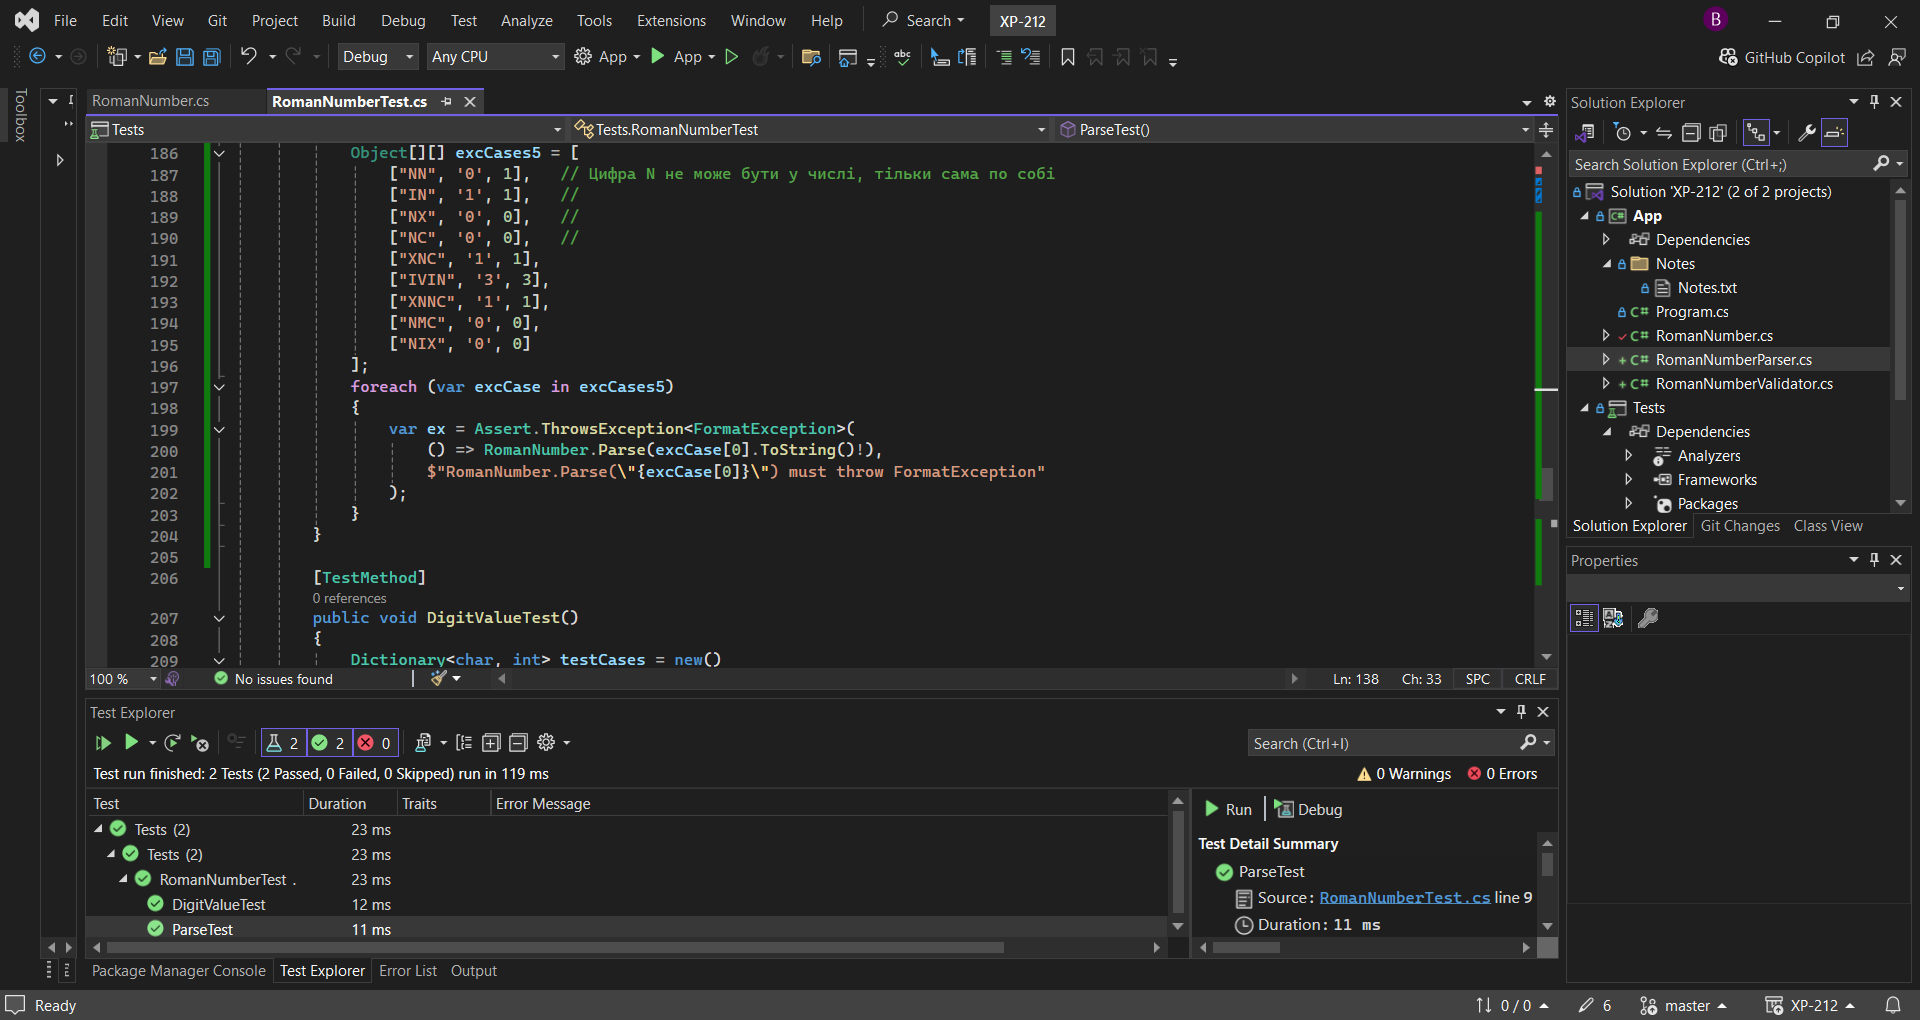 File Edit View Git Project Build Debug Test Analyze Tools Extensions Window Help Search XP-212 B
Debug Any CPU App App abc GitHub Copilot
Toolbox
RomanNumber.cs RomanNumberTest.cs
Tests Tests.RomanNumberTest ParseTest()
186 Object[][] excCases5 = [
187 ["NN", '0', 1], // Цифра N не може бути у числі, тільки сама по собі
188 ["IN", '1', 1], //
189 ["NX", '0', 0], //
190 ["NC", '0', 0], //
191 ["XNC", '1', 1],
192 ["IVIN", '3', 3],
193 ["XNNC", '1', 1],
194 ["NMC", '0', 0],
195 ["NIX", '0', 0]
196 ];
197 foreach (var excCase in excCases5)
198 {
199 var ex = Assert.ThrowsException<FormatException>(
200 () => RomanNumber.Parse(excCase[0].ToString()!),
201 $"RomanNumber.Parse(\"{excCase[0]}\") must throw FormatException"
202 );
203 }
204 }
205
206 [TestMethod]
0 references
207 public void DigitValueTest()
208 {
209 Dictionary<char, int> testCases = new()
100 % No issues found Ln: 138 Ch: 33 SPC CRLF
Test Explorer
2 2 0 Search (Ctrl+I)
Test run finished: 2 Tests (2 Passed, 0 Failed, 0 Skipped) run in 119 ms 0 Warnings 0 Errors
Test Duration Traits Error Message
Tests (2) 23 ms
Tests (2) 23 ms
RomanNumberTest . 23 ms
DigitValueTest 12 ms
ParseTest 11 ms
Run Debug
Test Detail Summary
ParseTest
Source: RomanNumberTest.cs line 9
Duration: 11 ms
Package Manager Console Test Explorer Error List Output
Solution Explorer
Search Solution Explorer (Ctrl+;)
Solution 'XP-212' (2 of 2 projects)
C# App
Dependencies
Notes
Notes.txt
C# Program.cs
C# RomanNumber.cs
+ C# RomanNumberParser.cs
+ C# RomanNumberValidator.cs
Tests
Dependencies
Analyzers
Frameworks
Packages
Solution Explorer Git Changes Class View
Properties
Ready 0 / 0 6 master XP-212